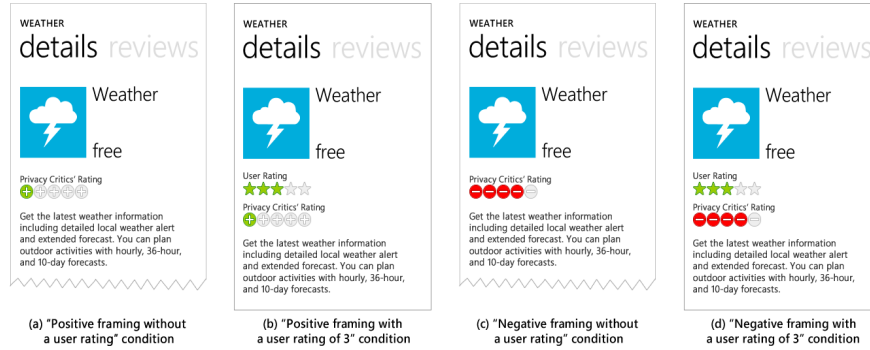 WEATHER
details reviews
Weather
free
Privacy Critics' Rating
Get the latest weather information
including detailed local weather alert
and extended forecast. You can plan
outdoor activities with hourly, 36-hour,
and 10-day forecasts.
(a) "Positive framing without
a user rating" condition
WEATHER
details reviews
Weather
free
User Rating
Privacy Critics' Rating
Get the latest weather information
including detailed local weather alert
and extended forecast. You can plan
outdoor activities with hourly, 36-hour,
and 10-day forecasts.
(b) "Positive framing with
a user rating of 3" condition
WEATHER
details reviews
Weather
free
Privacy Critics' Rating
Get the latest weather information
including detailed local weather alert
and extended forecast. You can plan
outdoor activities with hourly, 36-hour,
and 10-day forecasts.
(c) "Negative framing without
a user rating" condition
WEATHER
details reviews
Weather
free
User Rating
Privacy Critics' Rating
Get the latest weather information
including detailed local weather alert
and extended forecast. You can plan
outdoor activities with hourly, 36-hour,
and 10-day forecasts.
(d) "Negative framing with
a user rating of 3" condition